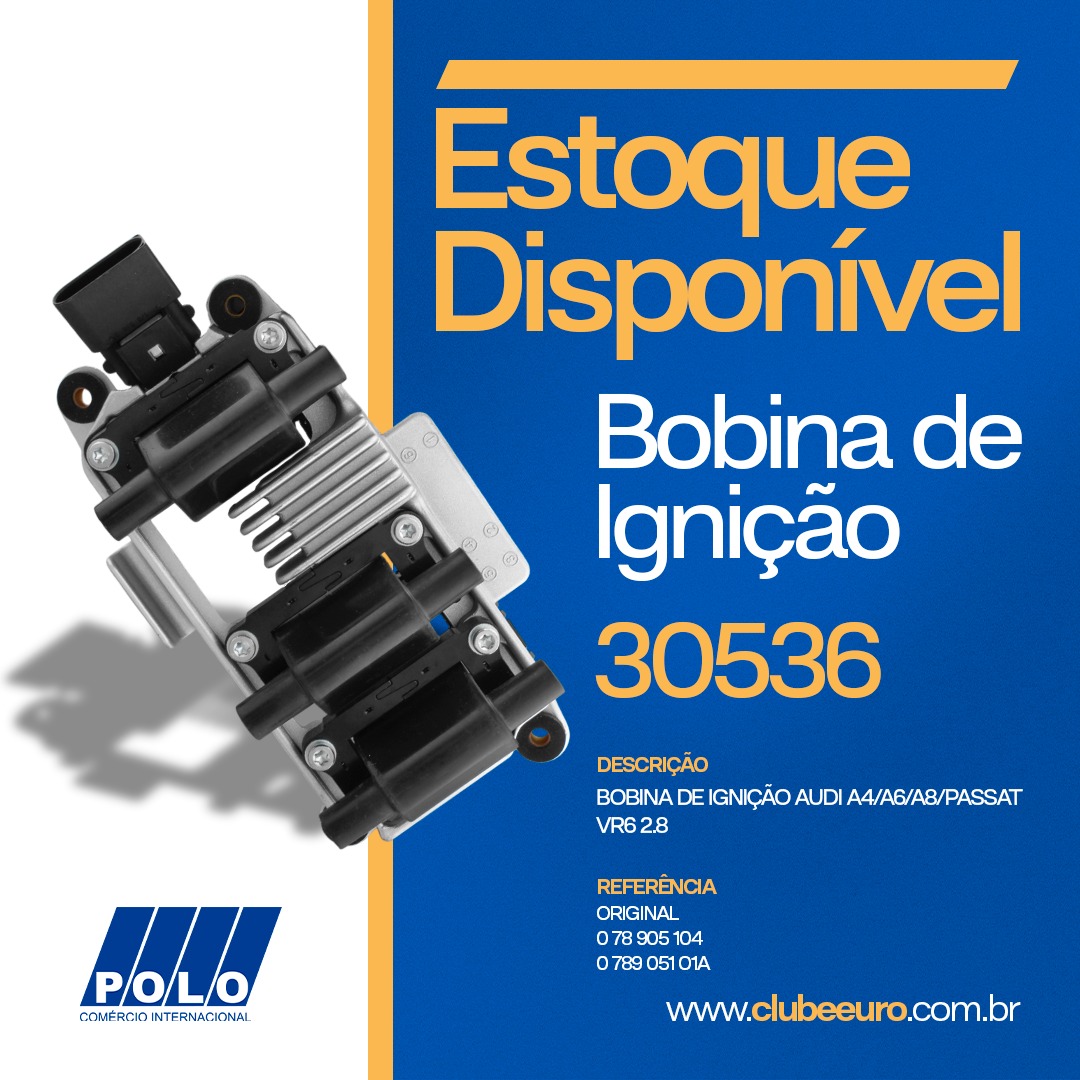 Estoque
Disponível
Bobina de
Ignição
30536
DESCRIÇÃO
BOBINA DE IGNIÇÃO AUDI A4/A6/A8/PASSAT
VR6 2.8
REFERÊNCIA
ORIGINAL
0 78 905 104
0 789 051 01A
POLO
COMÉRCIO INTERNACIONAL
www.clubeeuro.com.br